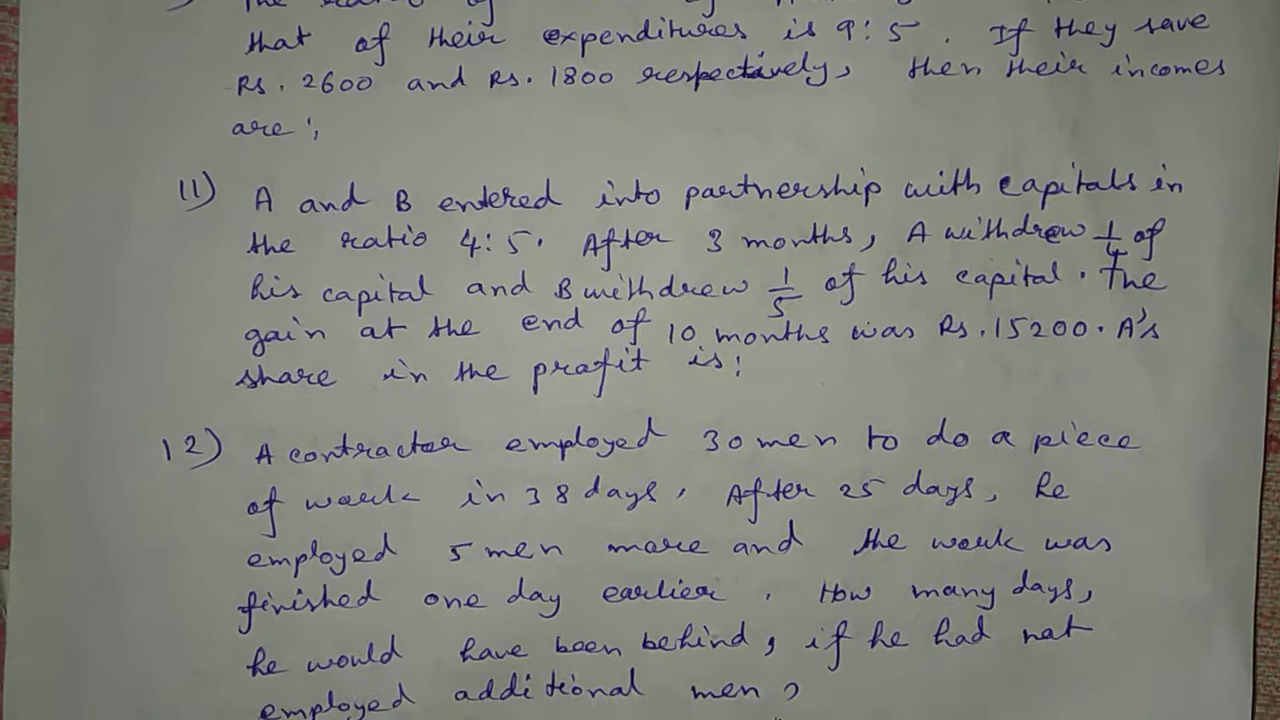 that of their expenditures is 9:5. If they save
Rs. 2600 and Rs. 1800 respectively, then their incomes
are:
11) A and B entered into partnership with capitals in
the ratio 4:5. After 3 months, A withdrew 1/4 of
his capital and B withdrew 1/5 of his capital. The
gain at the end of 10 months was Rs. 15200. A's
share in the profit is:
12) A contractor employed 30 men to do a piece
of work in 38 days. After 25 days, he
employed 5 men more and the work was
finished one day earlier. How many days,
he would have been behind, if he had not
employed additional men?